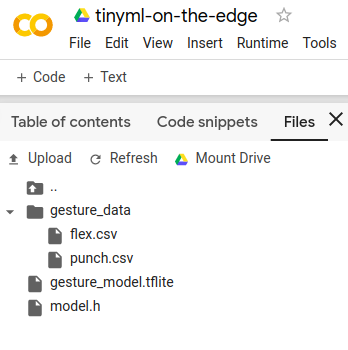 tinyml-on-the-edge
File Edit View Insert Runtime Tools
+ Code + Text
Table of contents Code snippets Files
Upload Refresh Mount Drive
..
gesture_data
flex.csv
punch.csv
gesture_model.tflite
model.h